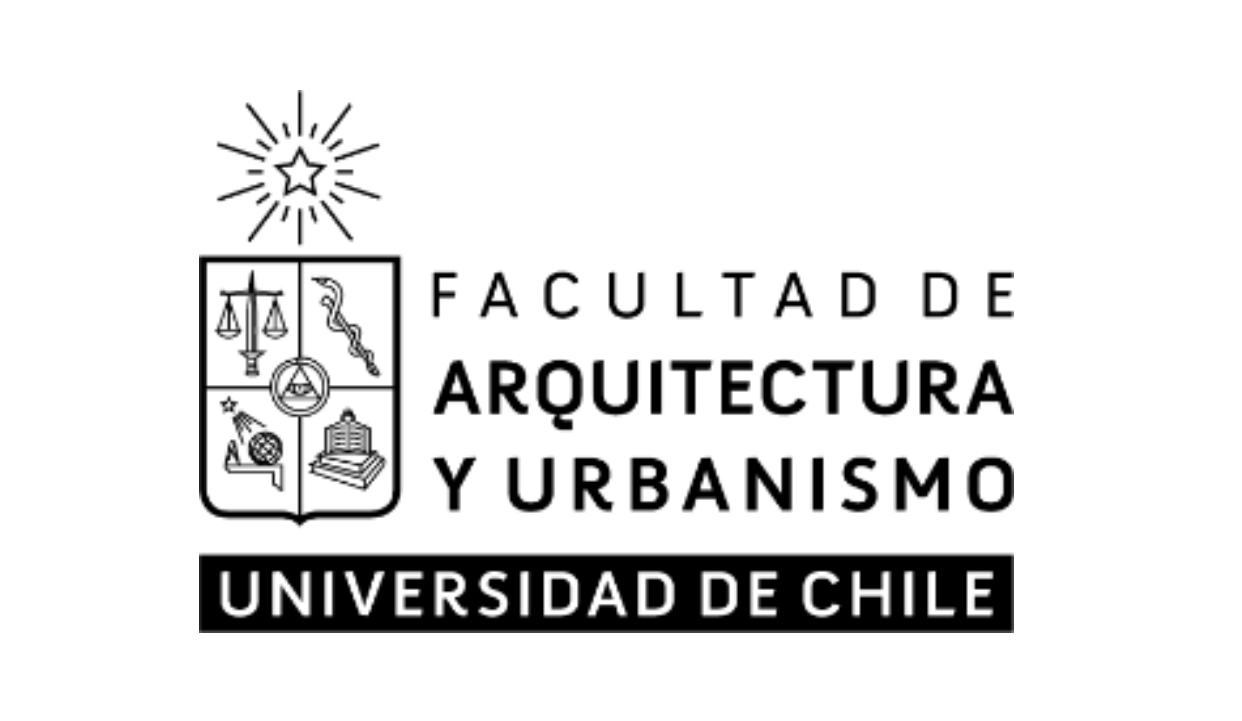 FACULTAD DE
ARQUITECTURA
Y URBANISMO
UNIVERSIDAD DE CHILE